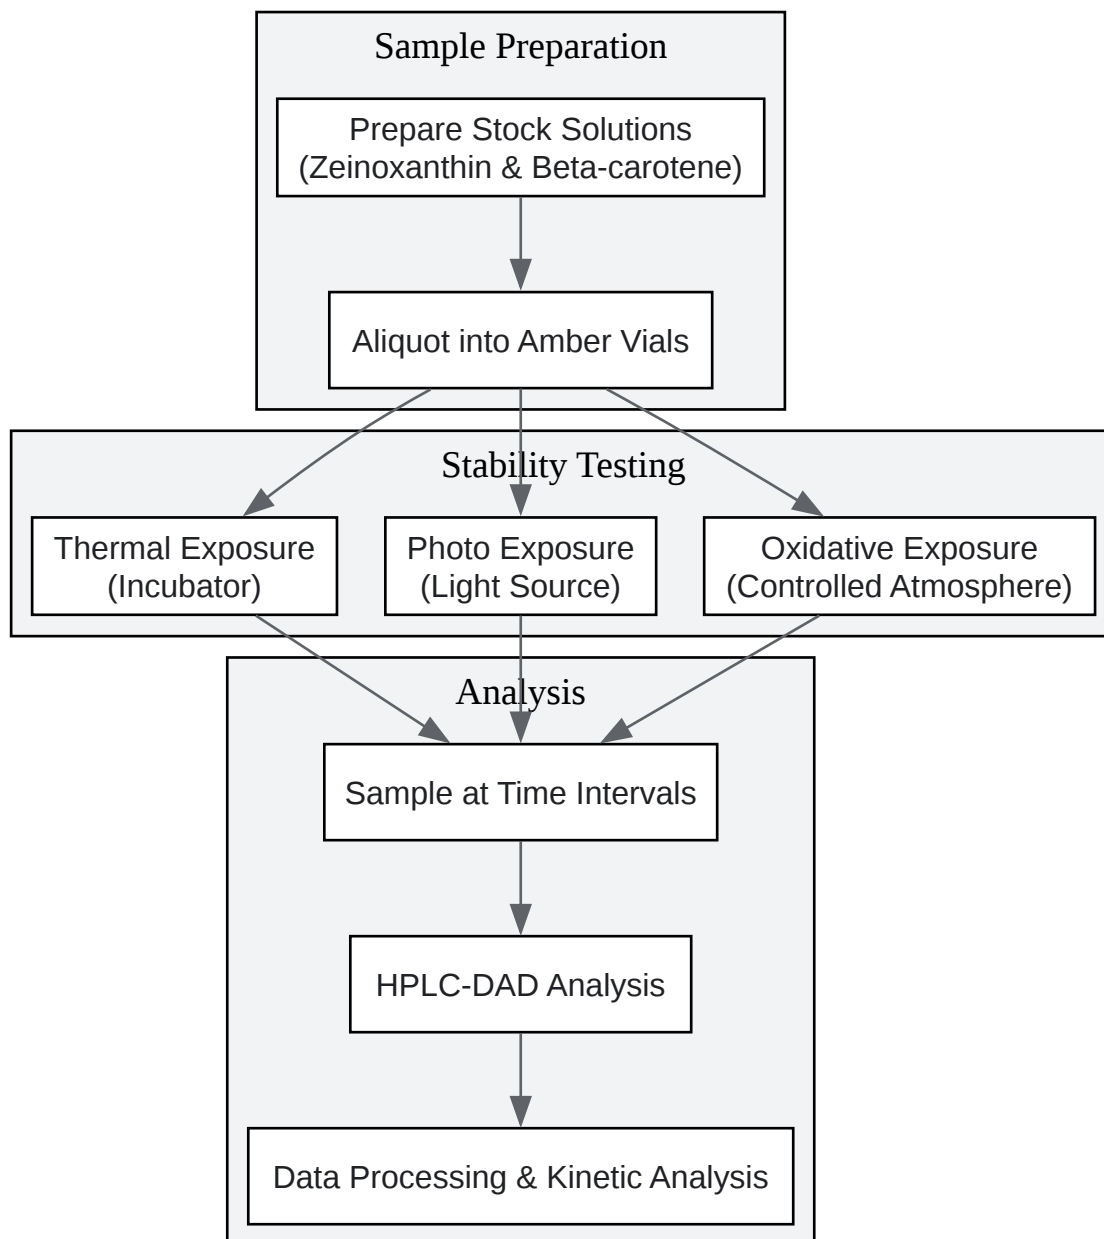 Sample Preparation
Prepare Stock Solutions
(Zeinoxanthin & Beta-carotene)
Aliquot into Amber Vials
Stability Testing
Thermal Exposure
(Incubator)
Photo Exposure
(Light Source)
Oxidative Exposure
(Controlled Atmosphere)
Analysis
Sample at Time Intervals
HPLC-DAD Analysis
Data Processing & Kinetic Analysis